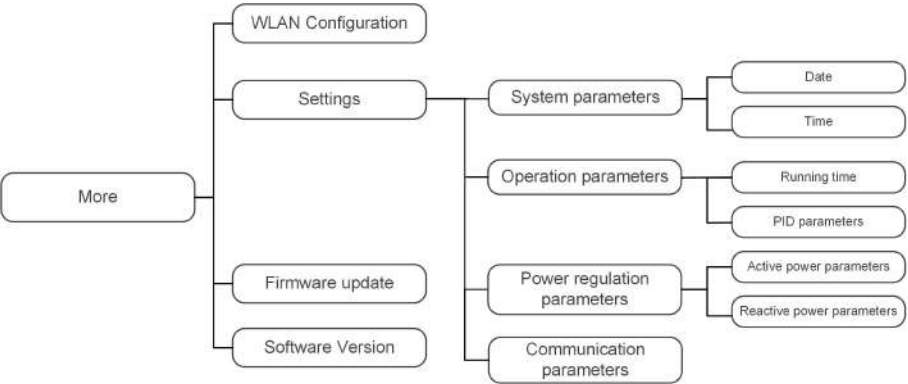 WLAN Configuration
Settings
System parameters
Date
Time
Operation parameters
Running time
PID parameters
More
Firmware update
Power regulation
parameters
Active power parameters
Reactive power parameters
Software Version
Communication
parameters